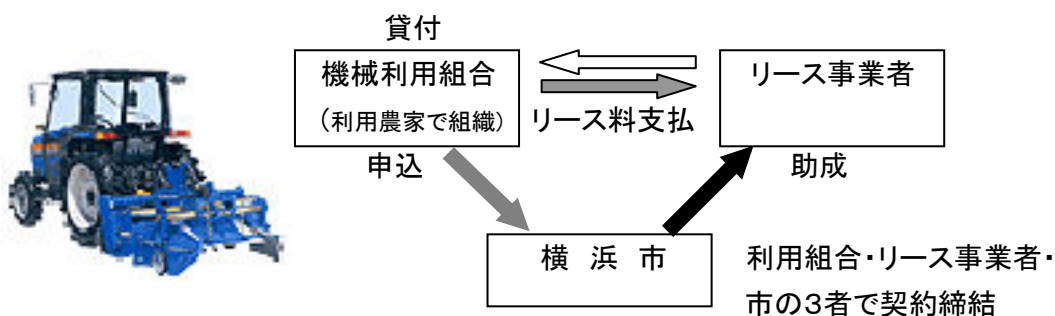 貸付
機械利用組合
（利用農家で組織）
リース事業者
リース料支払
申込
助成
横　浜　市
利用組合・リース事業者・
市の３者で契約締結